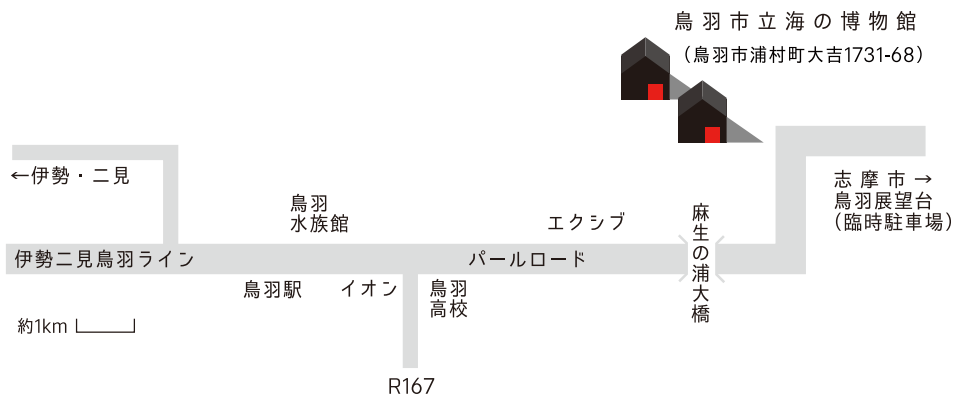 鳥羽市立海の博物館
（鳥羽市浦村町大吉1731-68）
←伊勢・二見
志摩市→
鳥羽展望台
（臨時駐車場）
鳥羽
水族館
エクシブ
麻生の浦大橋
伊勢二見鳥羽ライン
パールロード
鳥羽駅
イオン
鳥羽
高校
約1km
R167